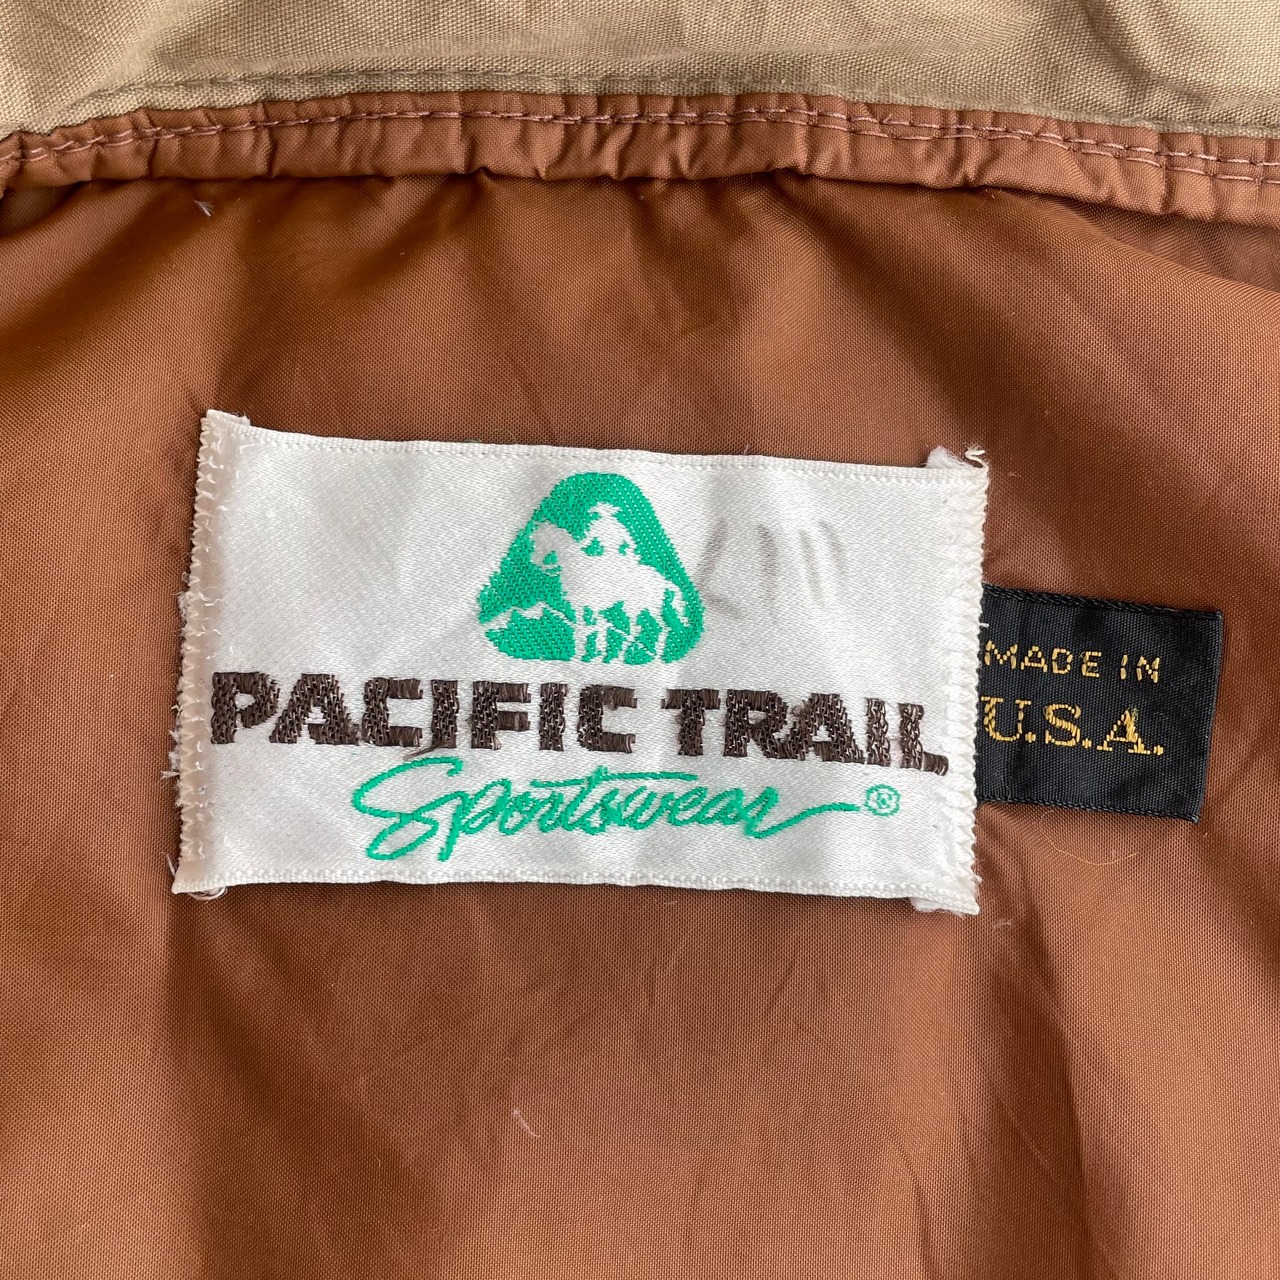 PACIFIC TRAIL
Sportswear ®
MADE IN
U.S.A.